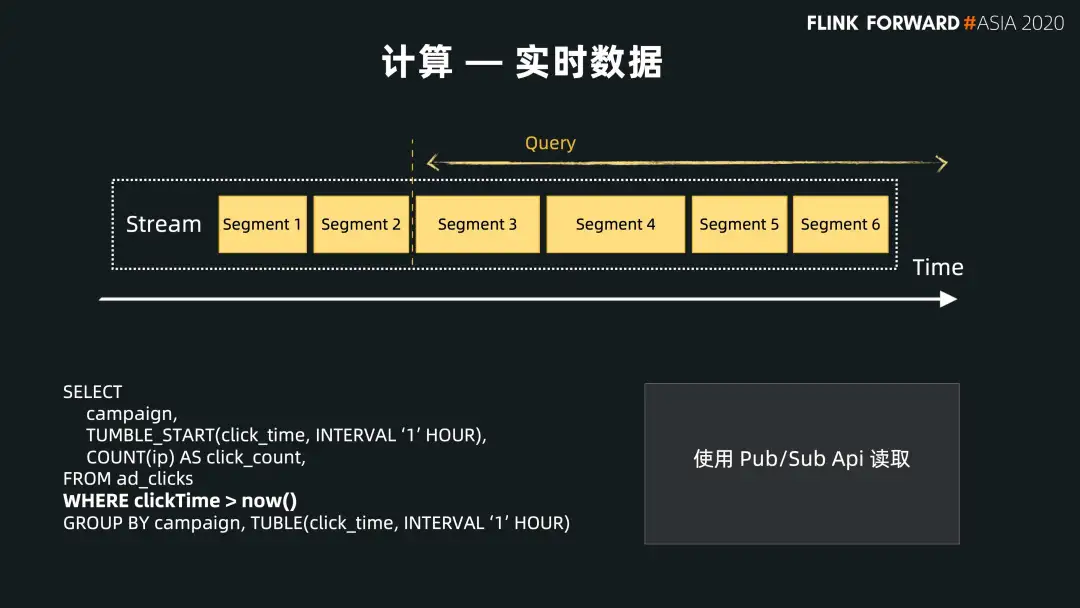 FLINK FORWARD #ASIA 2020
计算 — 实时数据
Query
Stream
Segment 1
Segment 2
Segment 3
Segment 4
Segment 5
Segment 6
Time
SELECT
campaign,
TUMBLE_START(click_time, INTERVAL ‘1’ HOUR),
COUNT(ip) AS click_count,
FROM ad_clicks
WHERE clickTime > now()
GROUP BY campaign, TUBLE(click_time, INTERVAL ‘1’ HOUR)
使用 Pub/Sub Api 读取